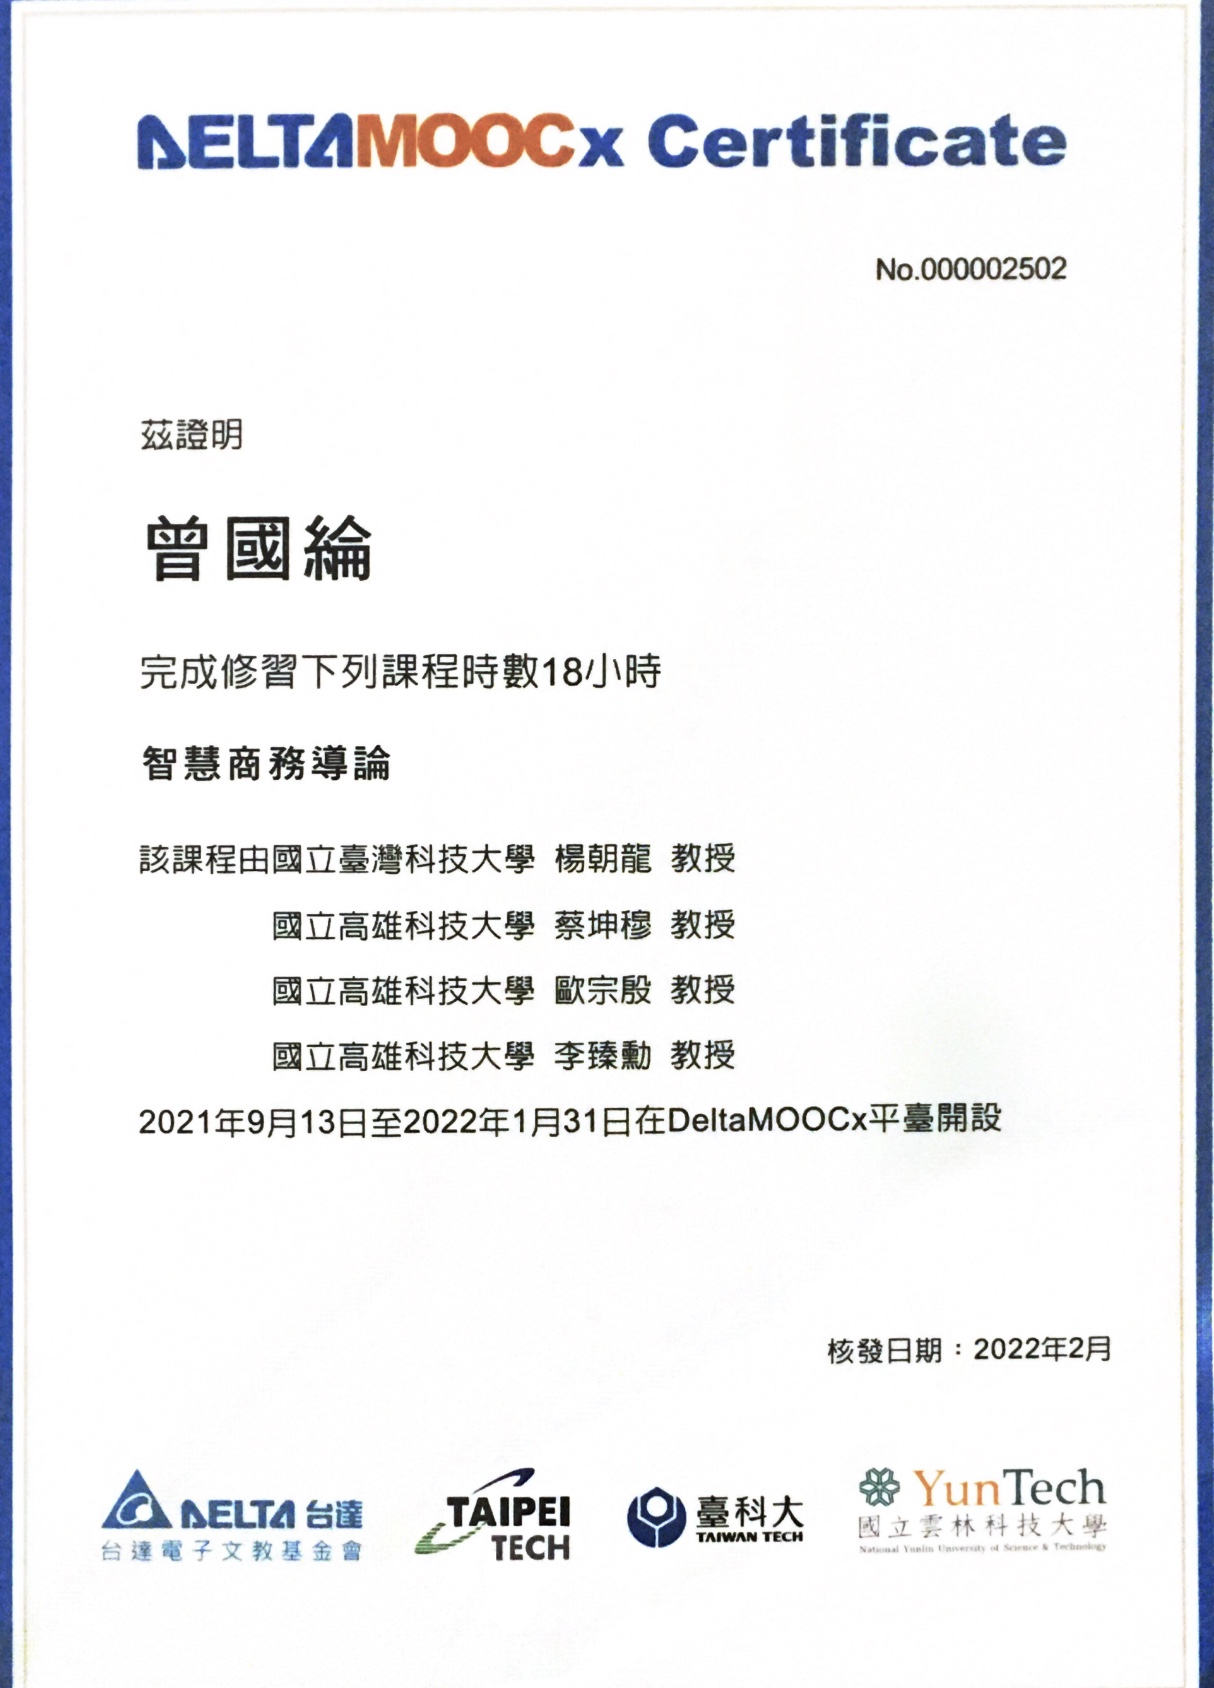 DELTAMOOCx Certificate
No.000002502
茲證明
曾國綸
完成修習下列課程時數18小時
智慧商務導論
該課程由國立臺灣科技大學 楊朝龍 教授
國立高雄科技大學 蔡坤穆 教授
國立高雄科技大學 歐宗殷 教授
國立高雄科技大學 李臻勳 教授
2021年9月13日至2022年1月31日在DeltaMOOCx平臺開設
核發日期：2022年2月
DELTA 台達
台達電子文教基金會
TAIPEI
TECH
臺科大
TAIWAN TECH
YunTech
國立雲林科技大學
National Yunlin University of Science & Technology